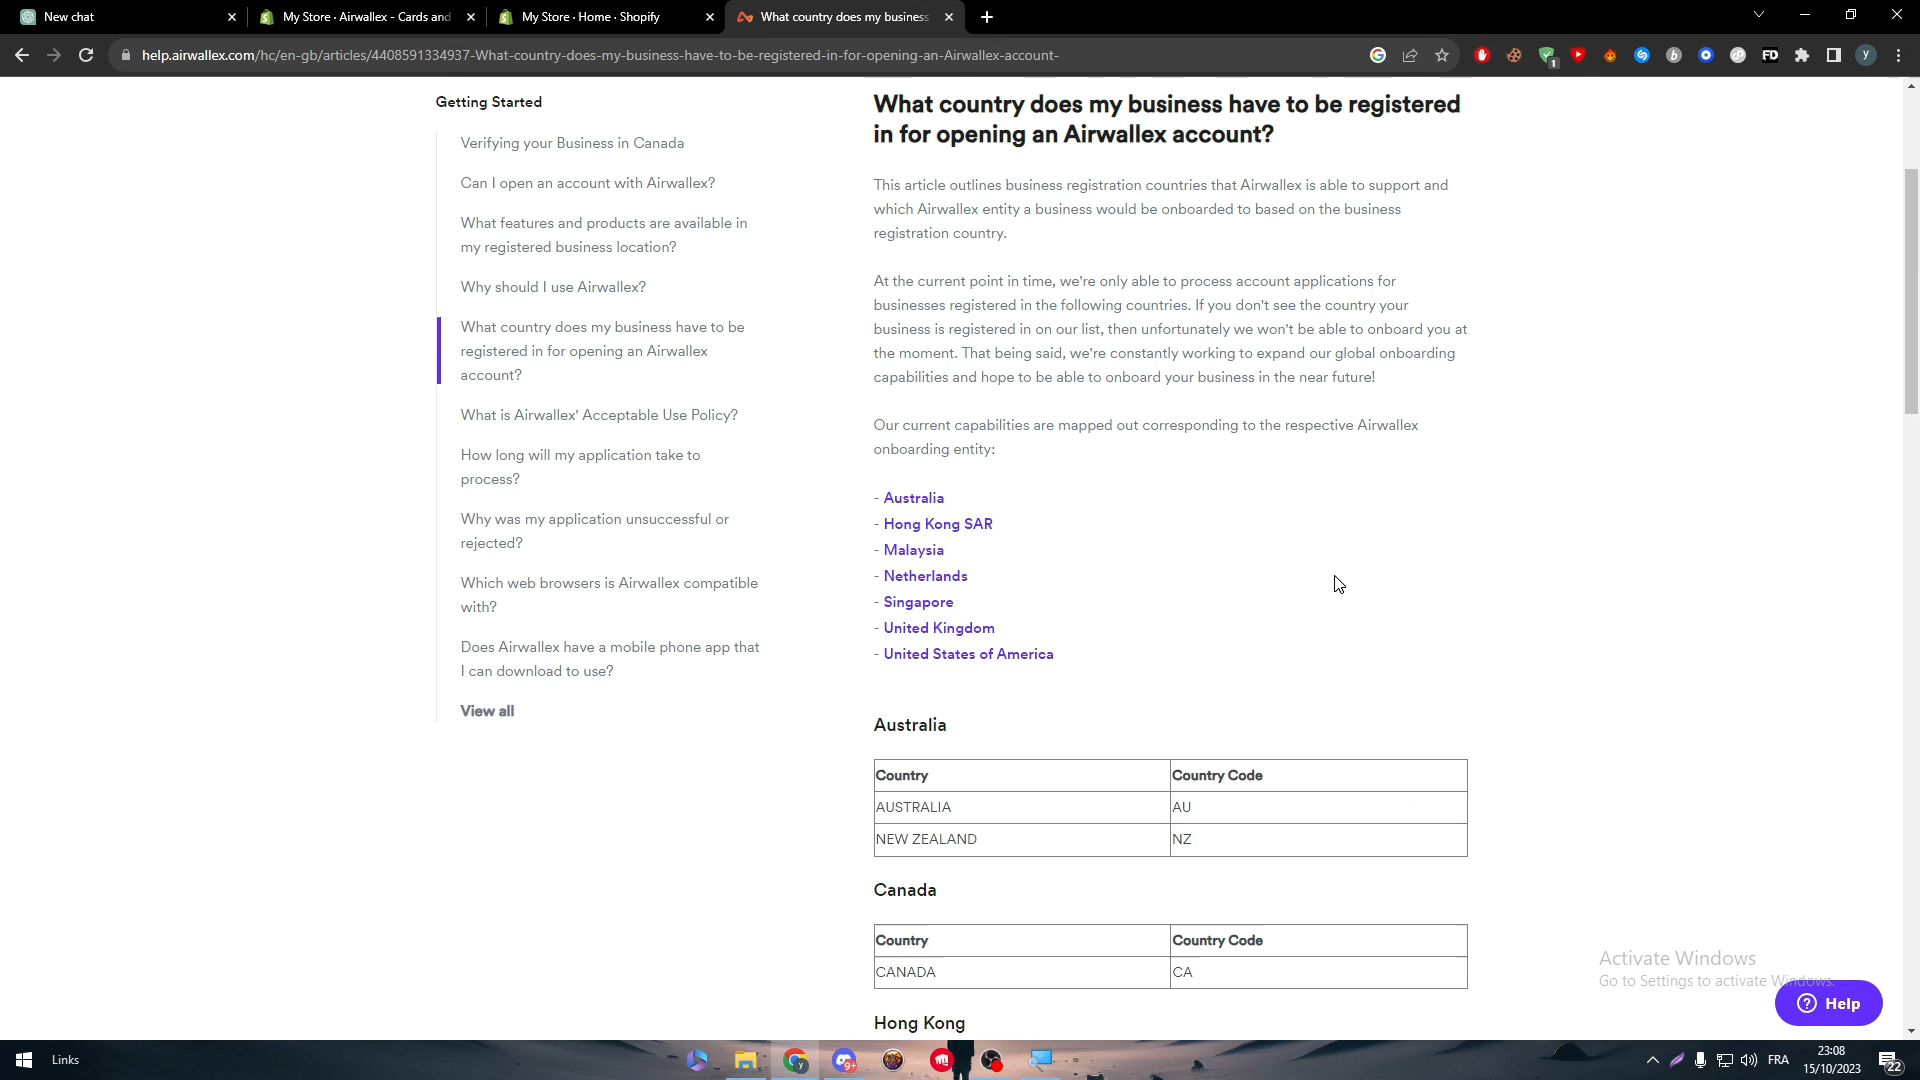 New chat
My Store · Airwallex - Cards and
My Store · Home · Shopify
What country does my business
help.airwallex.com/hc/en-gb/articles/4408591334937-What-country-does-my-business-have-to-be-registered-in-for-opening-an-Airwallex-account-
Getting Started
Verifying your Business in Canada
Can I open an account with Airwallex?
What features and products are available in
my registered business location?
Why should I use Airwallex?
What country does my business have to be
registered in for opening an Airwallex
account?
What is Airwallex' Acceptable Use Policy?
How long will my application take to
process?
Why was my application unsuccessful or
rejected?
Which web browsers is Airwallex compatible
with?
Does Airwallex have a mobile phone app that
I can download to use?
View all
What country does my business have to be registered
in for opening an Airwallex account?
This article outlines business registration countries that Airwallex is able to support and
which Airwallex entity a business would be onboarded to based on the business
registration country.
At the current point in time, we're only able to process account applications for
businesses registered in the following countries. If you don't see the country your
business is registered in on our list, then unfortunately we won't be able to onboard you at
the moment. That being said, we're constantly working to expand our global onboarding
capabilities and hope to be able to onboard your business in the near future!
Our current capabilities are mapped out corresponding to the respective Airwallex
onboarding entity:
- Australia
- Hong Kong SAR
- Malaysia
- Netherlands
- Singapore
- United Kingdom
- United States of America
Australia
Country Country Code
AUSTRALIA AU
NEW ZEALAND NZ
Canada
Country Country Code
CANADA CA
Hong Kong
Activate Windows
Go to Settings to activate Windows.
Help
Links
9+
FRA
23:08
15/10/2023
22